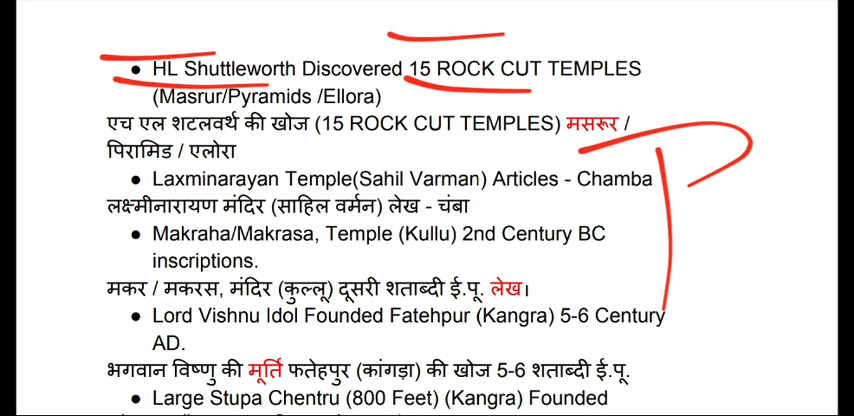 ● HL Shuttleworth Discovered 15 ROCK CUT TEMPLES
(Masrur/Pyramids /Ellora)
एच एल शटलवर्थ की खोज (15 ROCK CUT TEMPLES) मसरूर /
पिरामिड / एलोरा
● Laxminarayan Temple(Sahil Varman) Articles - Chamba
लक्ष्मीनारायण मंदिर (साहिल वर्मन) लेख - चंबा
● Makraha/Makrasa, Temple (Kullu) 2nd Century BC
inscriptions.
मकर / मकरस, मंदिर (कुल्लू) दूसरी शताब्दी ई.पू. लेख।
● Lord Vishnu Idol Founded Fatehpur (Kangra) 5-6 Century
AD.
भगवान विष्णु की मूर्ति फतेहपुर (कांगड़ा) की खोज 5-6 शताब्दी ई.पू.
● Large Stupa Chentru (800 Feet) (Kangra) Founded